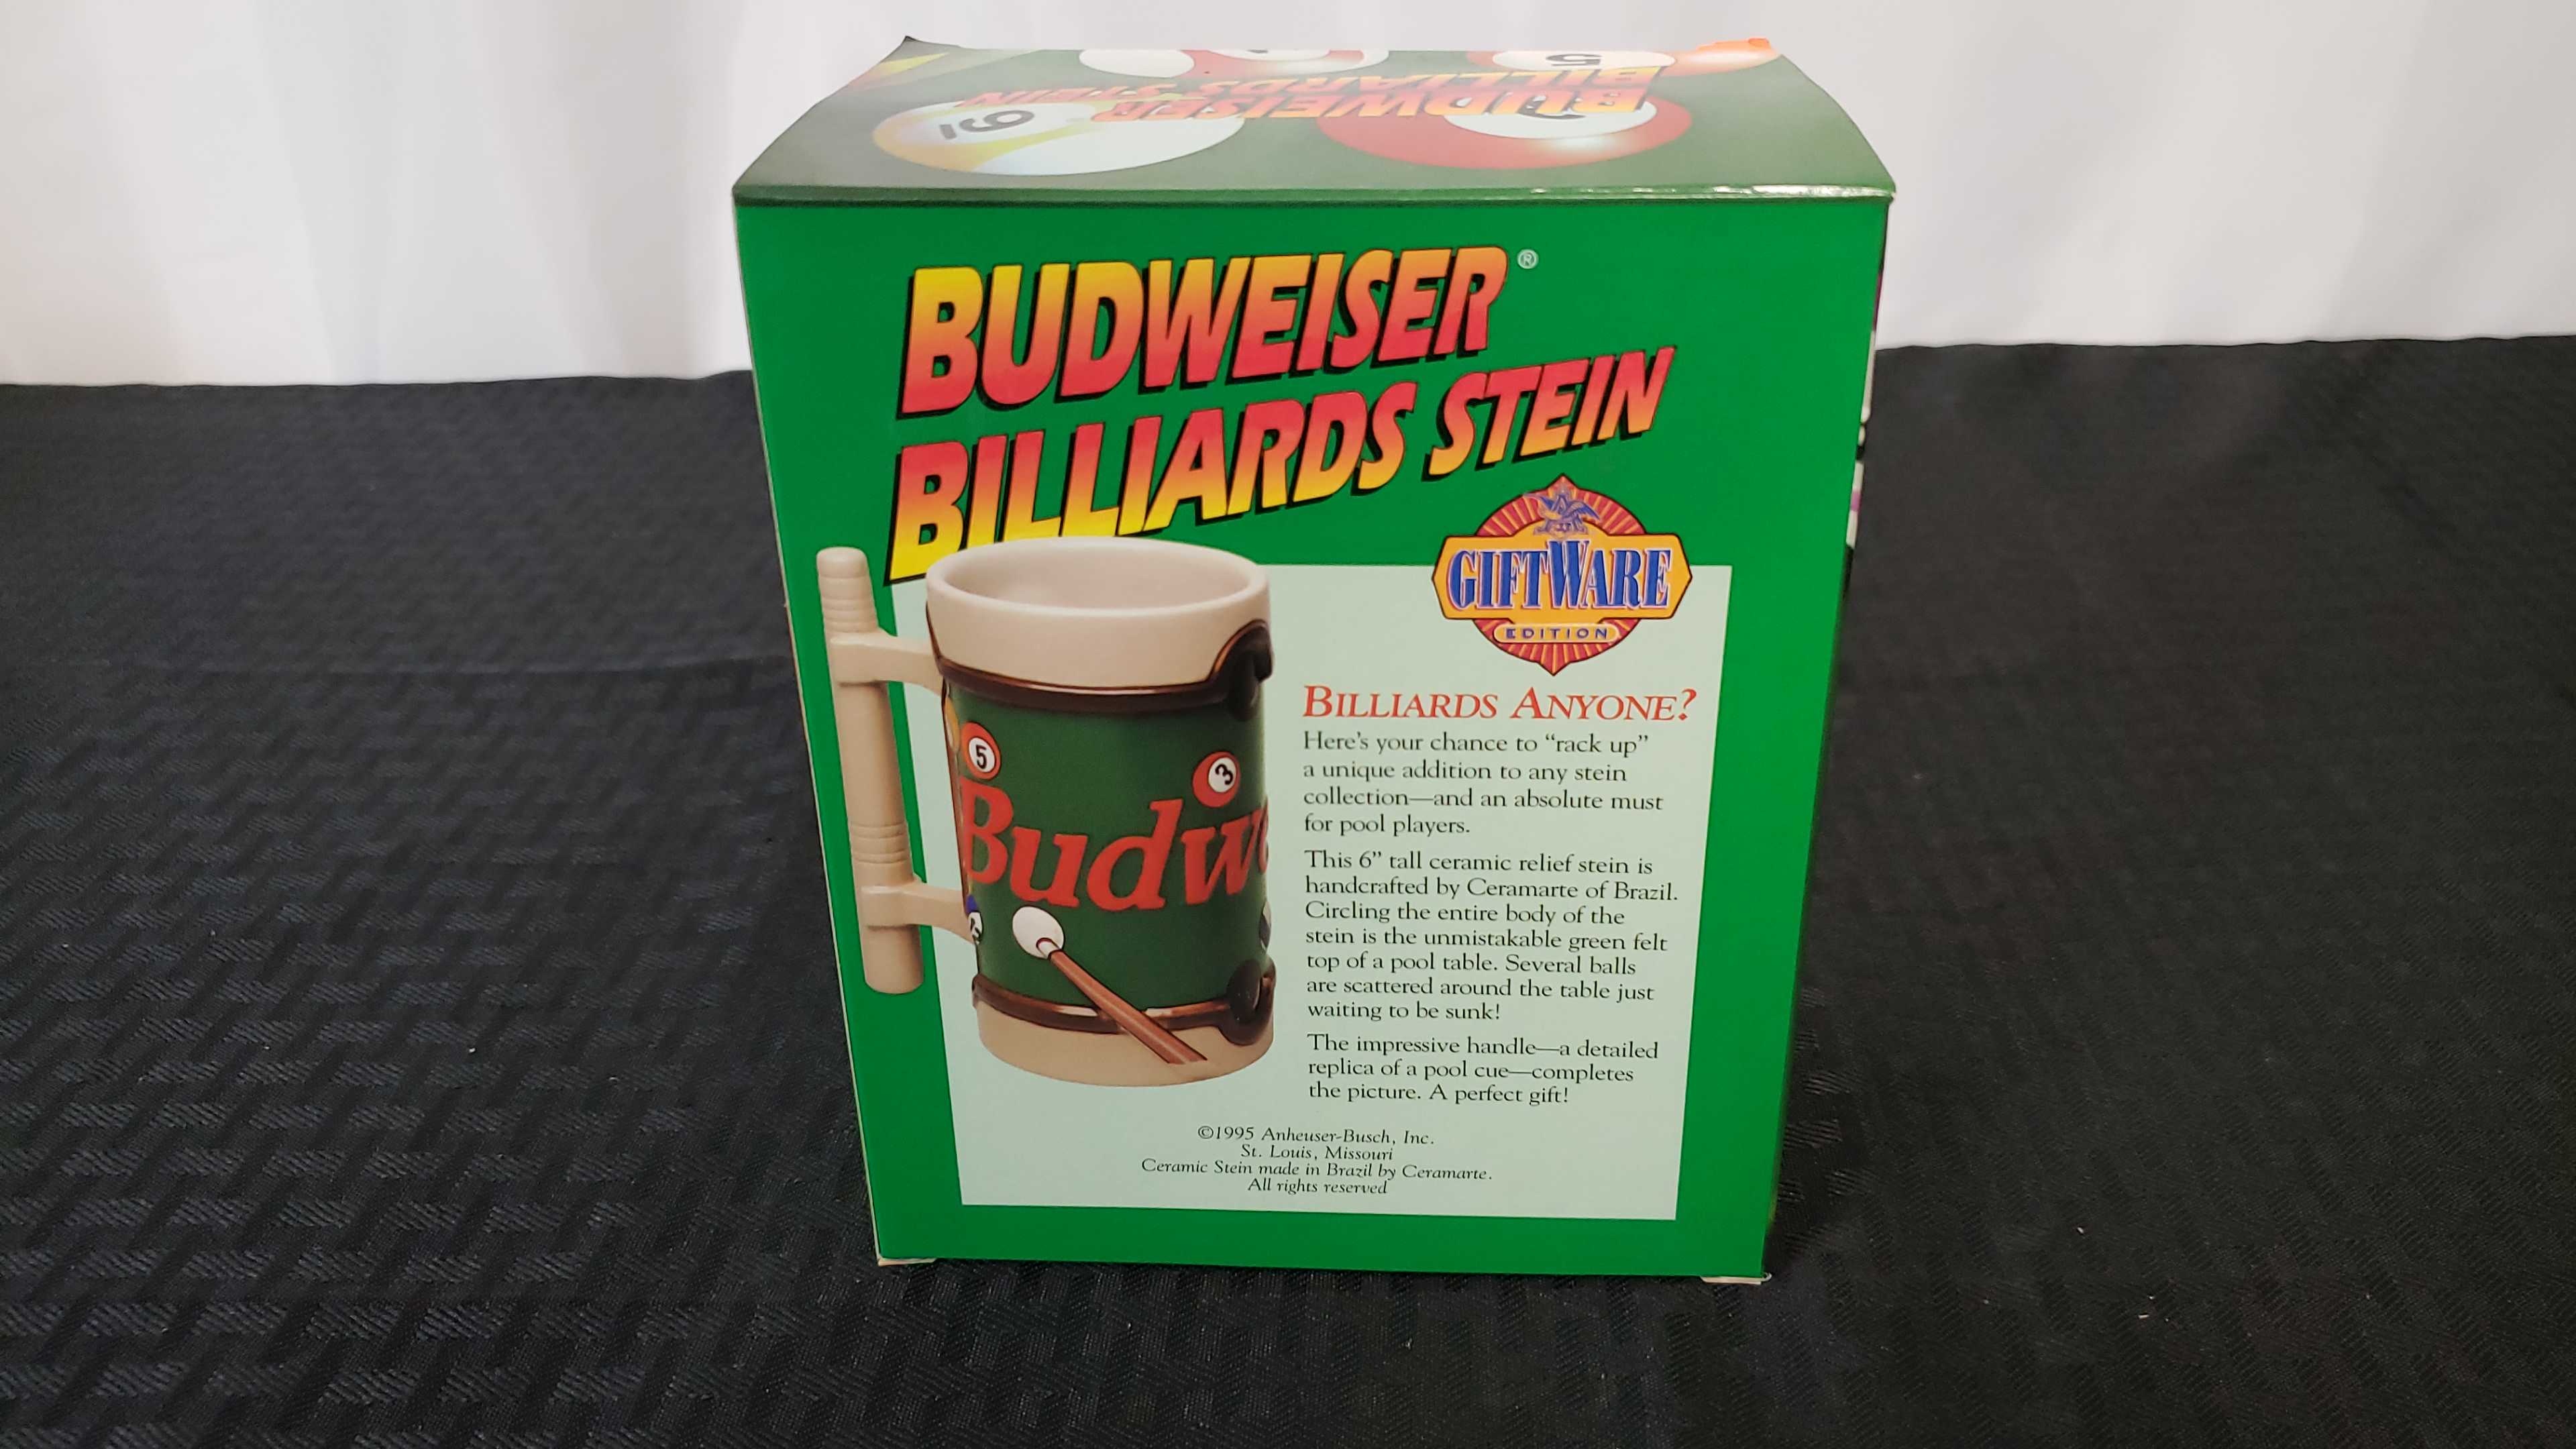 BUDWEISER
BILLIARDS STEIN
9
5
BUDWEISER®
BILLIARDS STEIN
GIFTWARE
EDITION
5
3
Budw
BILLIARDS ANYONE?
Here's your chance to “rack up”
a unique addition to any stein
collection—and an absolute must
for pool players.
This 6” tall ceramic relief stein is
handcrafted by Ceramarte of Brazil.
Circling the entire body of the
stein is the unmistakable green felt
top of a pool table. Several balls
are scattered around the table just
waiting to be sunk!
The impressive handle—a detailed
replica of a pool cue—completes
the picture. A perfect gift!
©1995 Anheuser-Busch, Inc.
St. Louis, Missouri
Ceramic Stein made in Brazil by Ceramarte.
All rights reserved